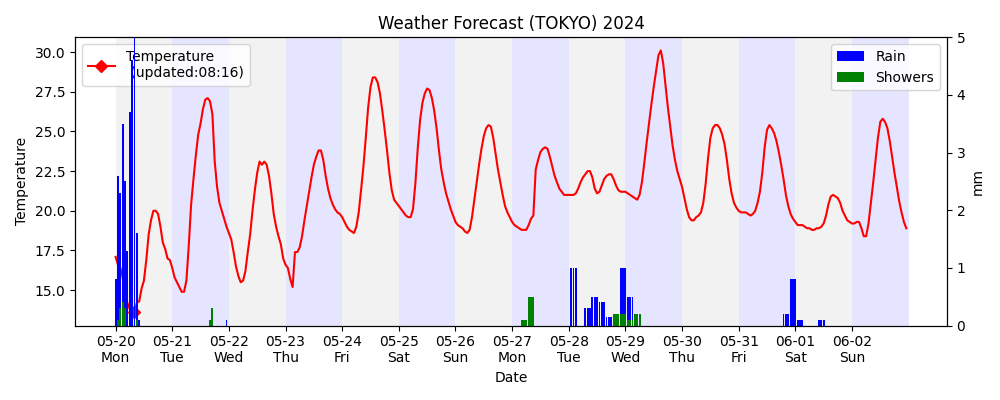 Weather Forecast (TOKYO) 2024
Temperature
(updated:08:16)
Rain
Showers
30.0
27.5
25.0
22.5
20.0
17.5
15.0
Temperature
5
4
3
2
1
0
mm
05-20 05-21 05-22 05-23 05-24 05-25 05-26 05-27 05-28 05-29 05-30 05-31 06-01 06-02
Mon Tue Wed Thu Fri Sat Sun Mon Tue Wed Thu Fri Sat Sun
Date